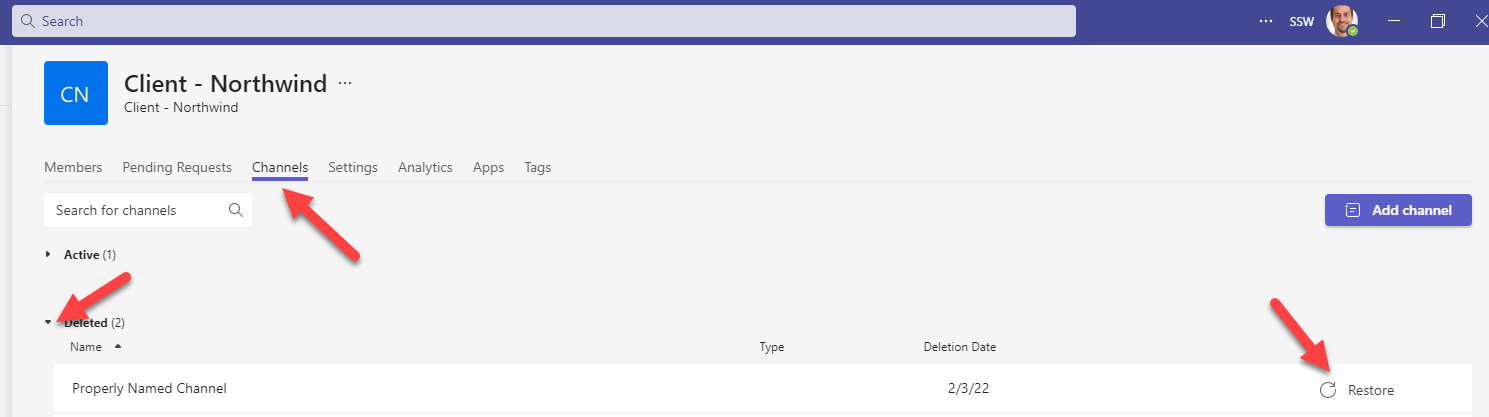 Search
··· SSW
CN
Client - Northwind ···
Client - Northwind
Members Pending Requests Channels Settings Analytics Apps Tags
Search for channels
Add channel
Active (1)
Deleted (2)
Name Type Deletion Date
Properly Named Channel 2/3/22 Restore